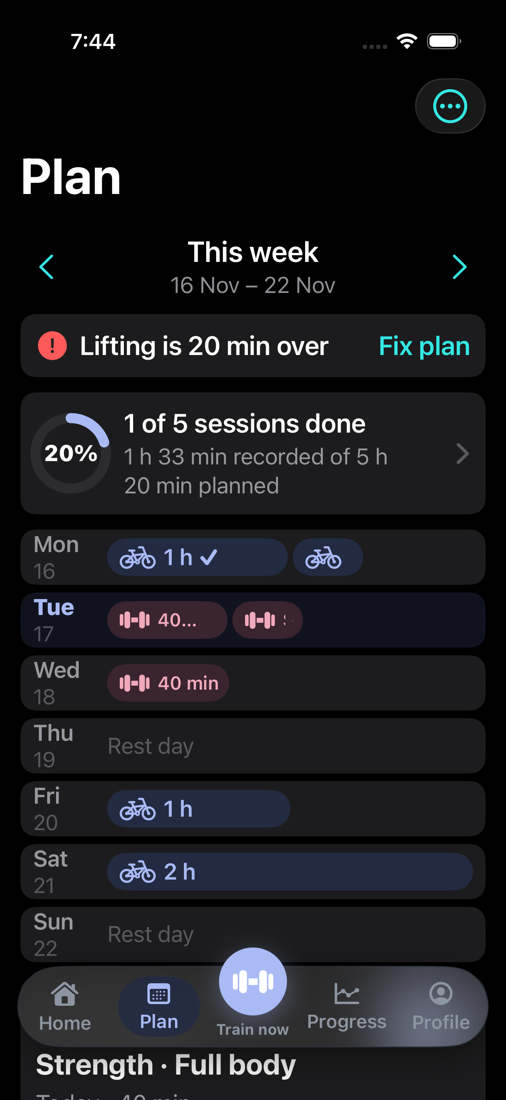 7:44
Plan
This week
16 Nov – 22 Nov
Lifting is 20 min over
Fix plan
20%
1 of 5 sessions done
1 h 33 min recorded of 5 h
20 min planned
Mon
16
1 h
Tue
17
40...
Wed
18
40 min
Thu
19
Rest day
Fri
20
1 h
Sat
21
2 h
Sun
22
Rest day
Home
Plan
Train now
Progress
Profile
Strength · Full body
Today · 40 min